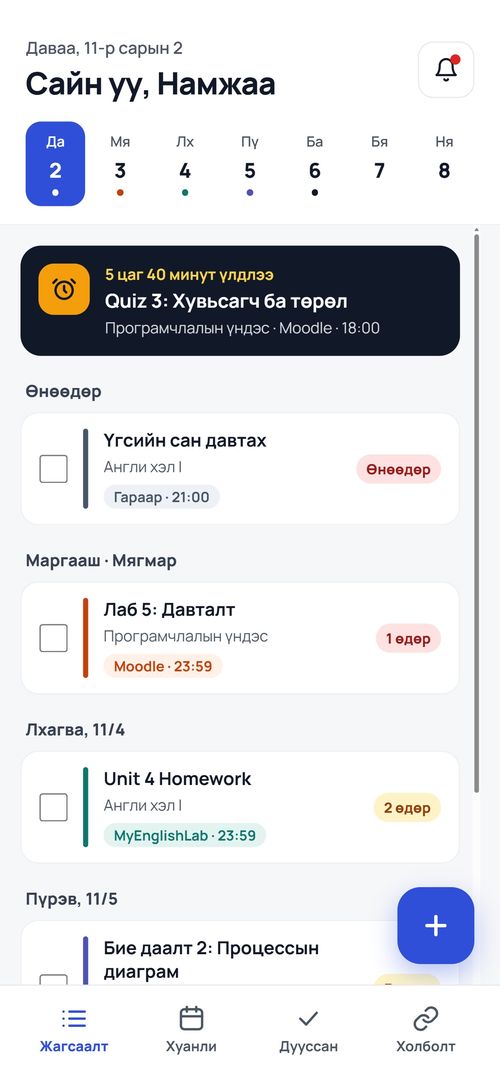 Даваа, 11-р сарын 2
Сайн уу, Намжаа
Да Мя Лх Пү Ба Бя Ня
2 3 4 5 6 7 8
5 цаг 40 минут үлдлээ
Quiz 3: Хувьсагч ба төрөл
Програмчлалын үндэс · Moodle · 18:00
Өнөөдөр
Үгсийн сан давтах
Англи хэл I
Гараар · 21:00
Өнөөдөр
Маргааш · Мягмар
Лаб 5: Давталт
Програмчлалын үндэс
Moodle · 23:59
1 өдөр
Лхагва, 11/4
Unit 4 Homework
Англи хэл I
MyEnglishLab · 23:59
2 өдөр
Пүрэв, 11/5
Бие даалт 2: Процессын
диаграм
Жагсаалт Хуанли Дууссан Холболт